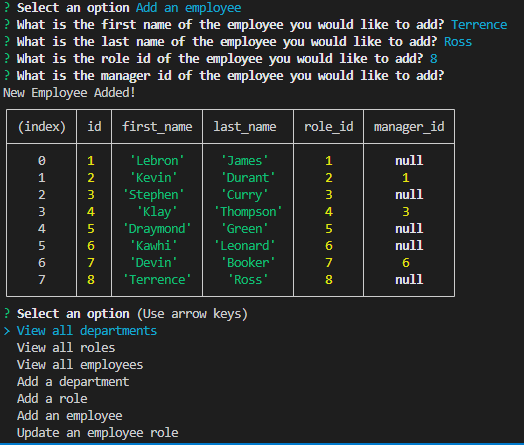 ? Select an option Add an employee
? What is the first name of the employee you would like to add? Terrence
? What is the last name of the employee you would like to add? Ross
? What is the role id of the employee you would like to add? 8
? What is the manager id of the employee you would like to add?
New Employee Added!
(index) id first_name last_name role_id manager_id
0 1 'Lebron' 'James' 1 null
1 2 'Kevin' 'Durant' 2 1
2 3 'Stephen' 'Curry' 3 null
3 4 'Klay' 'Thompson' 4 3
4 5 'Draymond' 'Green' 5 null
5 6 'Kawhi' 'Leonard' 6 null
6 7 'Devin' 'Booker' 7 6
7 8 'Terrence' 'Ross' 8 null
? Select an option (Use arrow keys)
> View all departments
View all roles
View all employees
Add a department
Add a role
Add an employee
Update an employee role